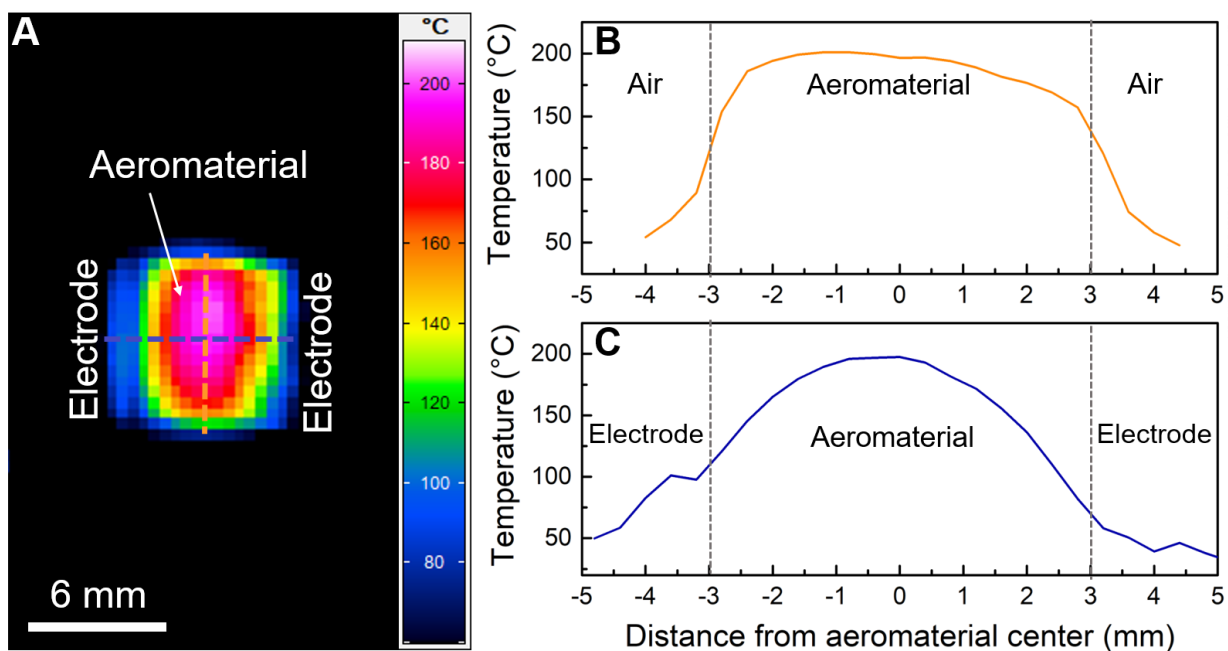 A
°C
200
180
160
140
120
100
80
Aeromaterial
Electrode
Electrode
6 mm
B
Temperature (°C)
200
150
100
50
Air
Aeromaterial
Air
-5 -4 -3 -2 -1 0 1 2 3 4 5
C
Temperature (°C)
200
150
100
50
Electrode
Aeromaterial
Electrode
-5 -4 -3 -2 -1 0 1 2 3 4 5
Distance from aeromaterial center (mm)